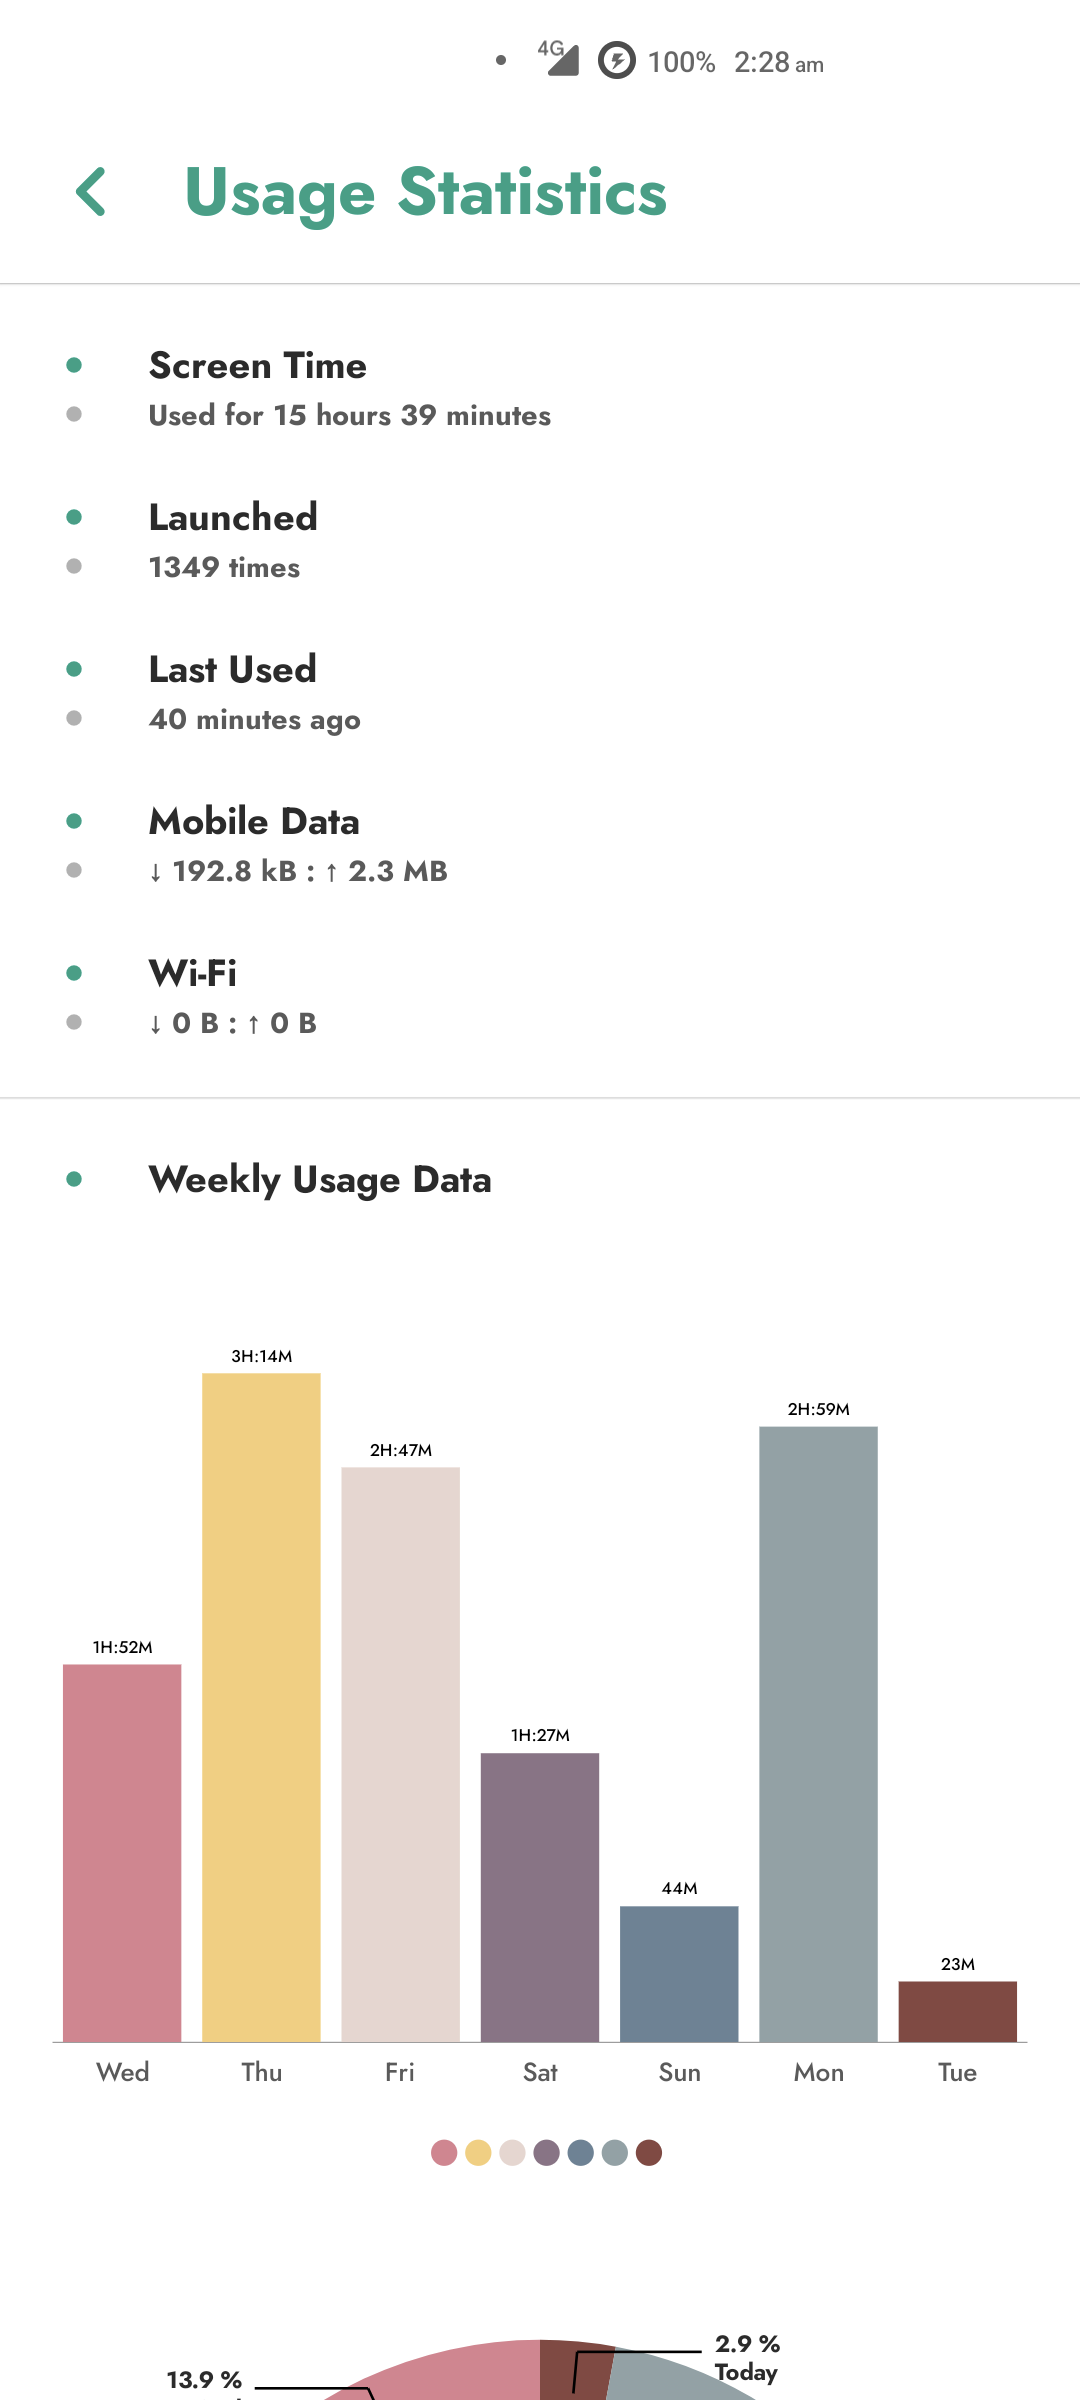 4G 100% 2:28 am
Usage Statistics
Screen Time
Used for 15 hours 39 minutes
Launched
1349 times
Last Used
40 minutes ago
Mobile Data
↓ 192.8 kB : ↑ 2.3 MB
Wi-Fi
↓ 0 B : ↑ 0 B
Weekly Usage Data
1H:52M
3H:14M
2H:47M
1H:27M
44M
2H:59M
23M
Wed Thu Fri Sat Sun Mon Tue
2.9 %
Today
13.9 %